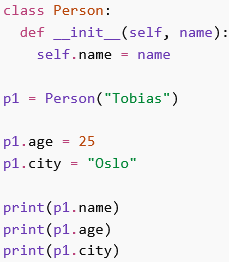 class Person:
  def __init__(self, name):
    self.name = name

p1 = Person("Tobias")

p1.age = 25
p1.city = "Oslo"

print(p1.name)
print(p1.age)
print(p1.city)